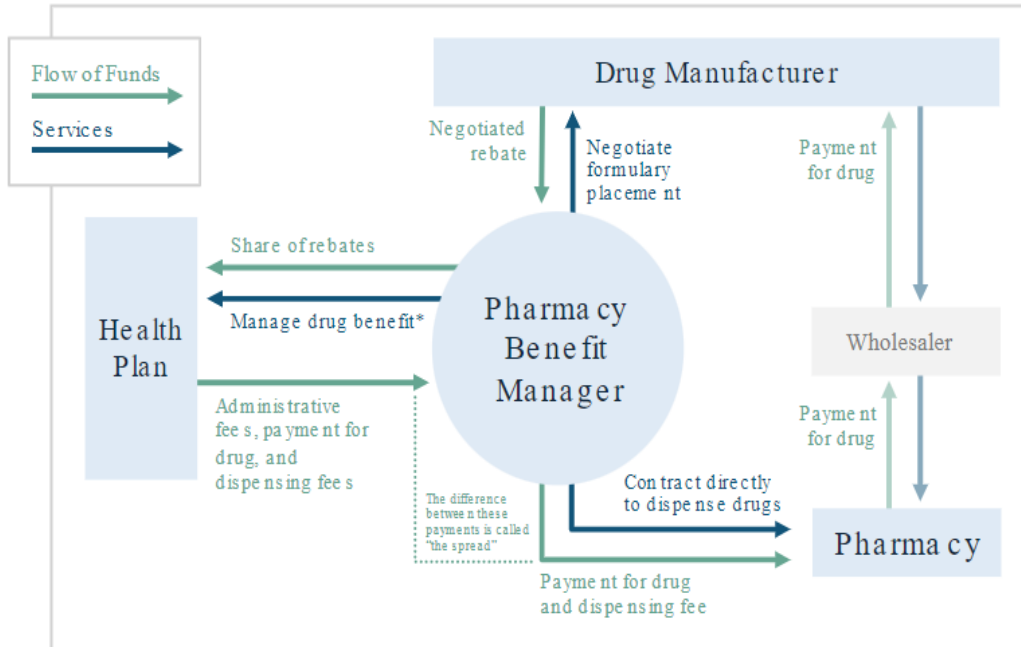 Flow of Funds
Services
Drug Manufacturer
Negotiated
rebate
Negotiate
formulary
placement
Payment
for drug
Share of rebates
Manage drug benefit*
Health
Plan
Pharmacy
Benefit
Manager
Wholesaler
Administrative
fees, payment for
drug, and
dispensing fees
Payment
for drug
The difference
between these
payments is called
“the spread”
Contract directly
to dispense drugs
Pharmacy
Payment for drug
and dispensing fee